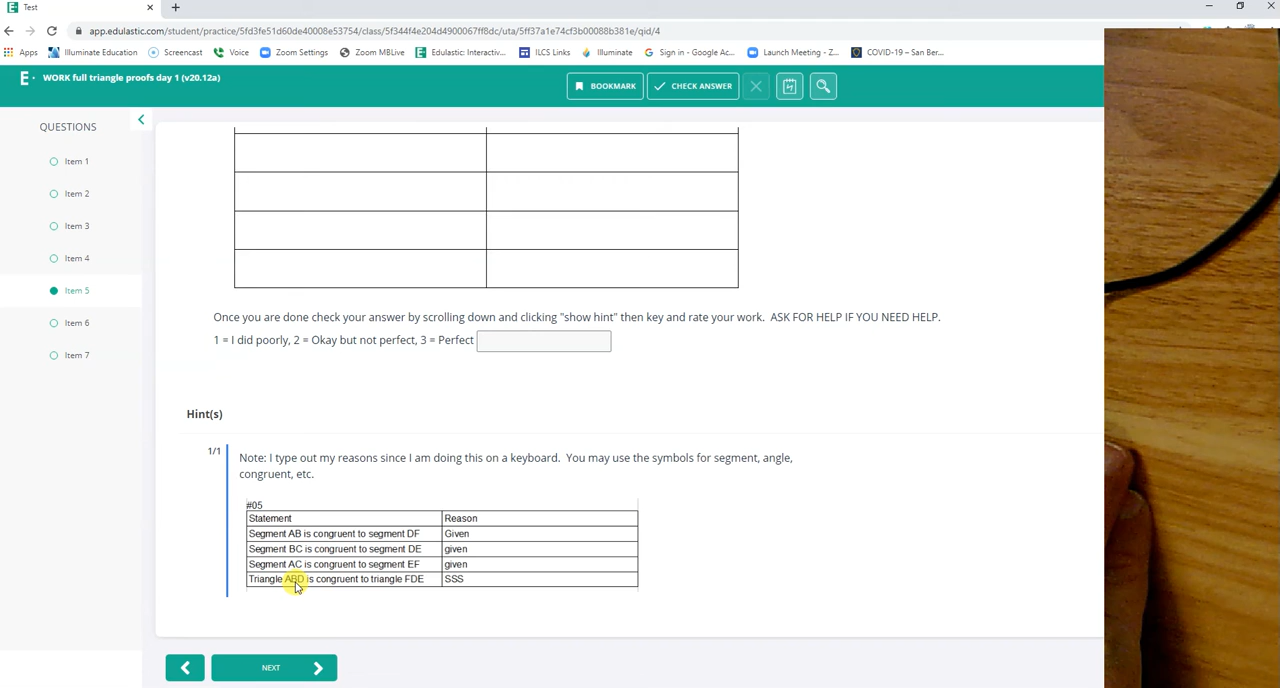 Test
app.edulastic.com/student/practice/5fd3fe51d60de40008e53754/class/5f344f4e204d4900067ff8dc/uta/5ff37a1e74cf3b00088b381e/qid/4
Apps Illuminate Education Screencast Voice Zoom Settings Zoom MBLive Edulastic: Interactiv... ILCS Links Illuminate Sign in - Google Ac... Launch Meeting - Z... COVID-19 – San Ber...
E WORK full triangle proofs day 1 (v20.12a)
BOOKMARK CHECK ANSWER
QUESTIONS
Item 1
Item 2
Item 3
Item 4
Item 5
Item 6
Item 7
Once you are done check your answer by scrolling down and clicking "show hint" then key and rate your work. ASK FOR HELP IF YOU NEED HELP.
1 = I did poorly, 2 = Okay but not perfect, 3 = Perfect
Hint(s)
1/1
Note: I type out my reasons since I am doing this on a keyboard. You may use the symbols for segment, angle,
congruent, etc.
#05
Statement Reason
Segment AB is congruent to segment DF Given
Segment BC is congruent to segment DE given
Segment AC is congruent to segment EF given
Triangle ABD is congruent to triangle FDE SSS
NEXT